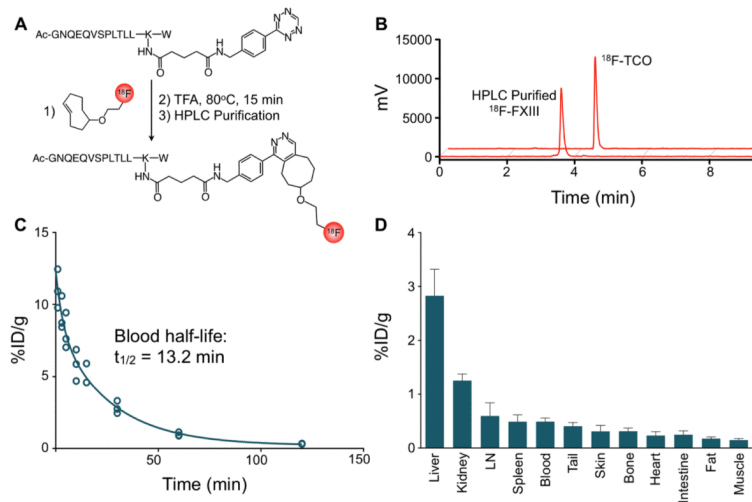 A
Ac-GNQEQVSPLTLL–K–W
HN
O
O
H
N
N
N
N
N
1)
18F
O
2) TFA, 80°C, 15 min
3) HPLC Purification
Ac-GNQEQVSPLTLL–K–W
HN
O
O
H
N
N
N
O
18F
B
mV
15000
10000
5000
0
18F-TCO
HPLC Purified
18F-FXIII
0 2 4 6 8
Time (min)
C
%ID/g
15
10
5
0
Blood half-life:
t1/2 = 13.2 min
0 50 100 150
Time (min)
D
%ID/g
4
3
2
1
0
Liver
Kidney
LN
Spleen
Blood
Tail
Skin
Bone
Heart
Intestine
Fat
Muscle